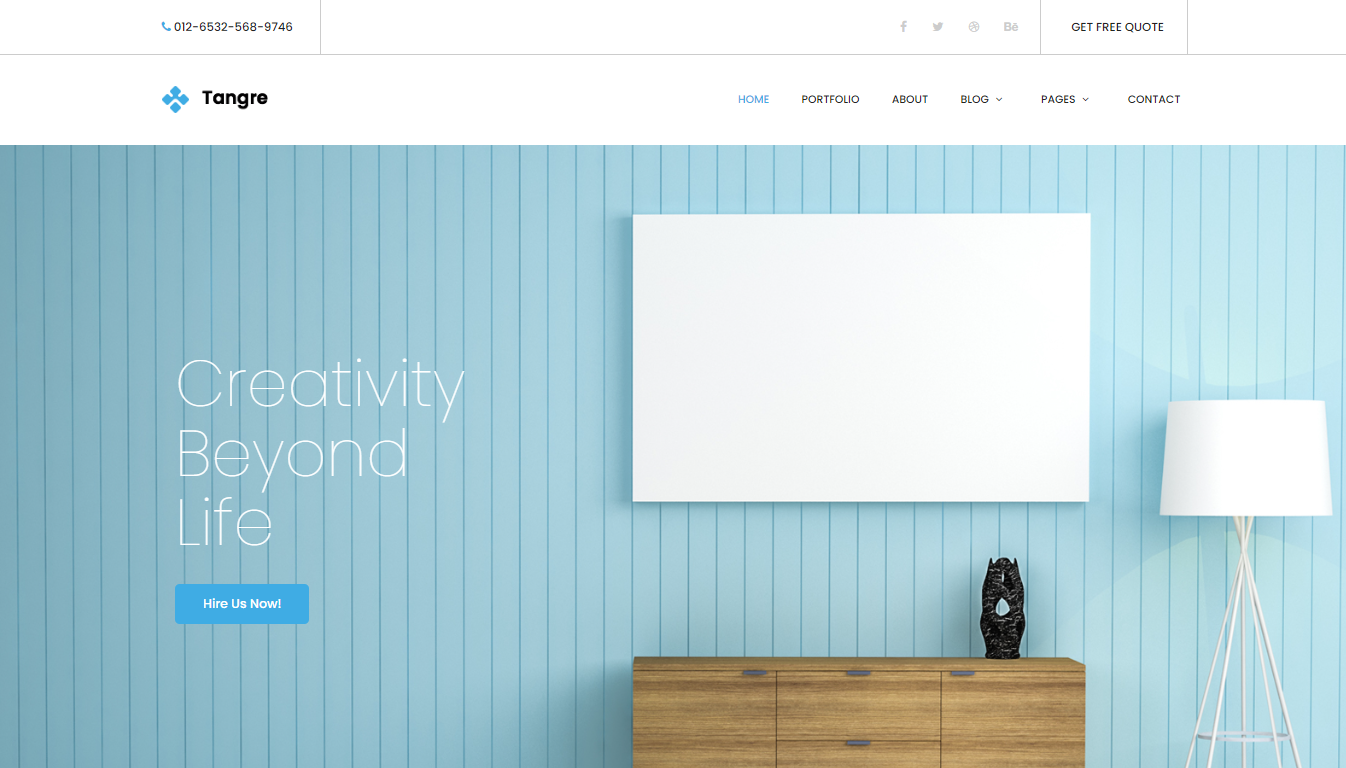 012-6532-568-9746
GET FREE QUOTE
Tangre
HOME PORTFOLIO ABOUT BLOG PAGES CONTACT
Creativity
Beyond
Life
Hire Us Now!